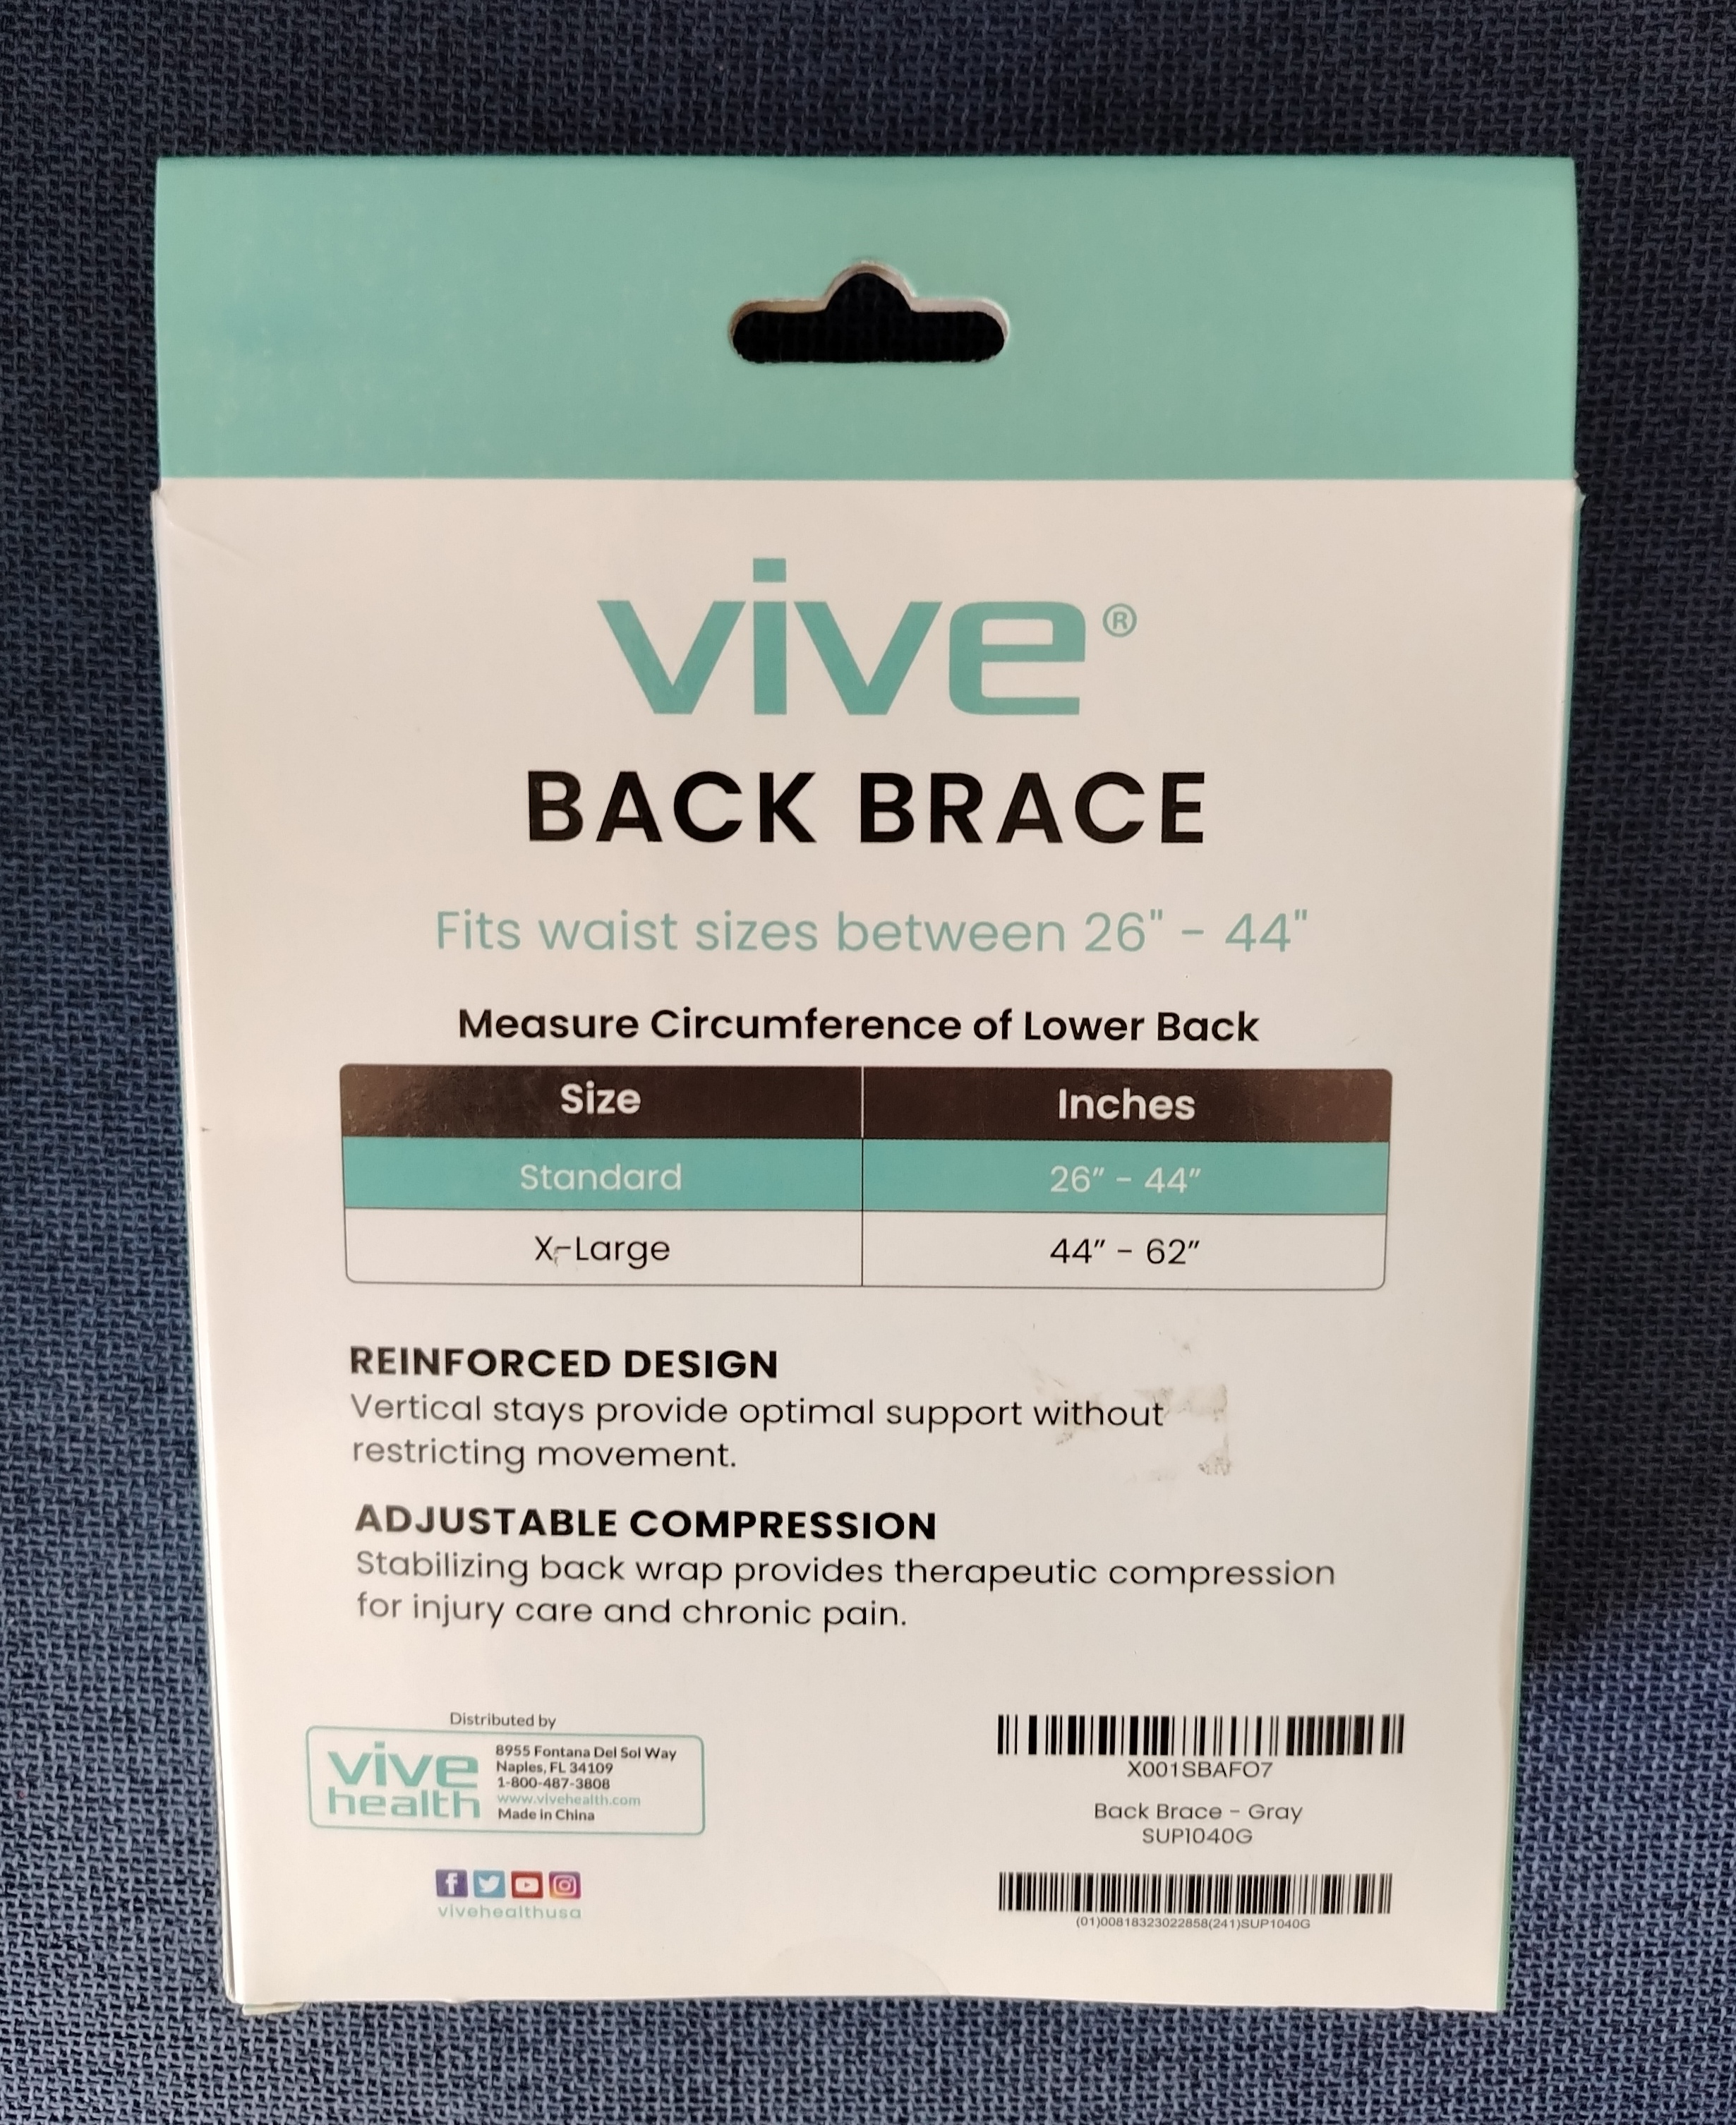 vive®
BACK BRACE
Fits waist sizes between 26" - 44"
Measure Circumference of Lower Back
Size Inches
Standard 26" - 44"
X-Large 44" - 62"
REINFORCED DESIGN
Vertical stays provide optimal support without
restricting movement.
ADJUSTABLE COMPRESSION
Stabilizing back wrap provides therapeutic compression
for injury care and chronic pain.
Distributed by
vive
health
8955 Fontana Del Sol Way
Naples, FL 34109
1-800-487-3808
www.vivehealth.com
Made in China
vivehealthusa
X001SBAFO7
Back Brace - Gray
SUP1040G
(01)00818323022858(241)SUP1040G